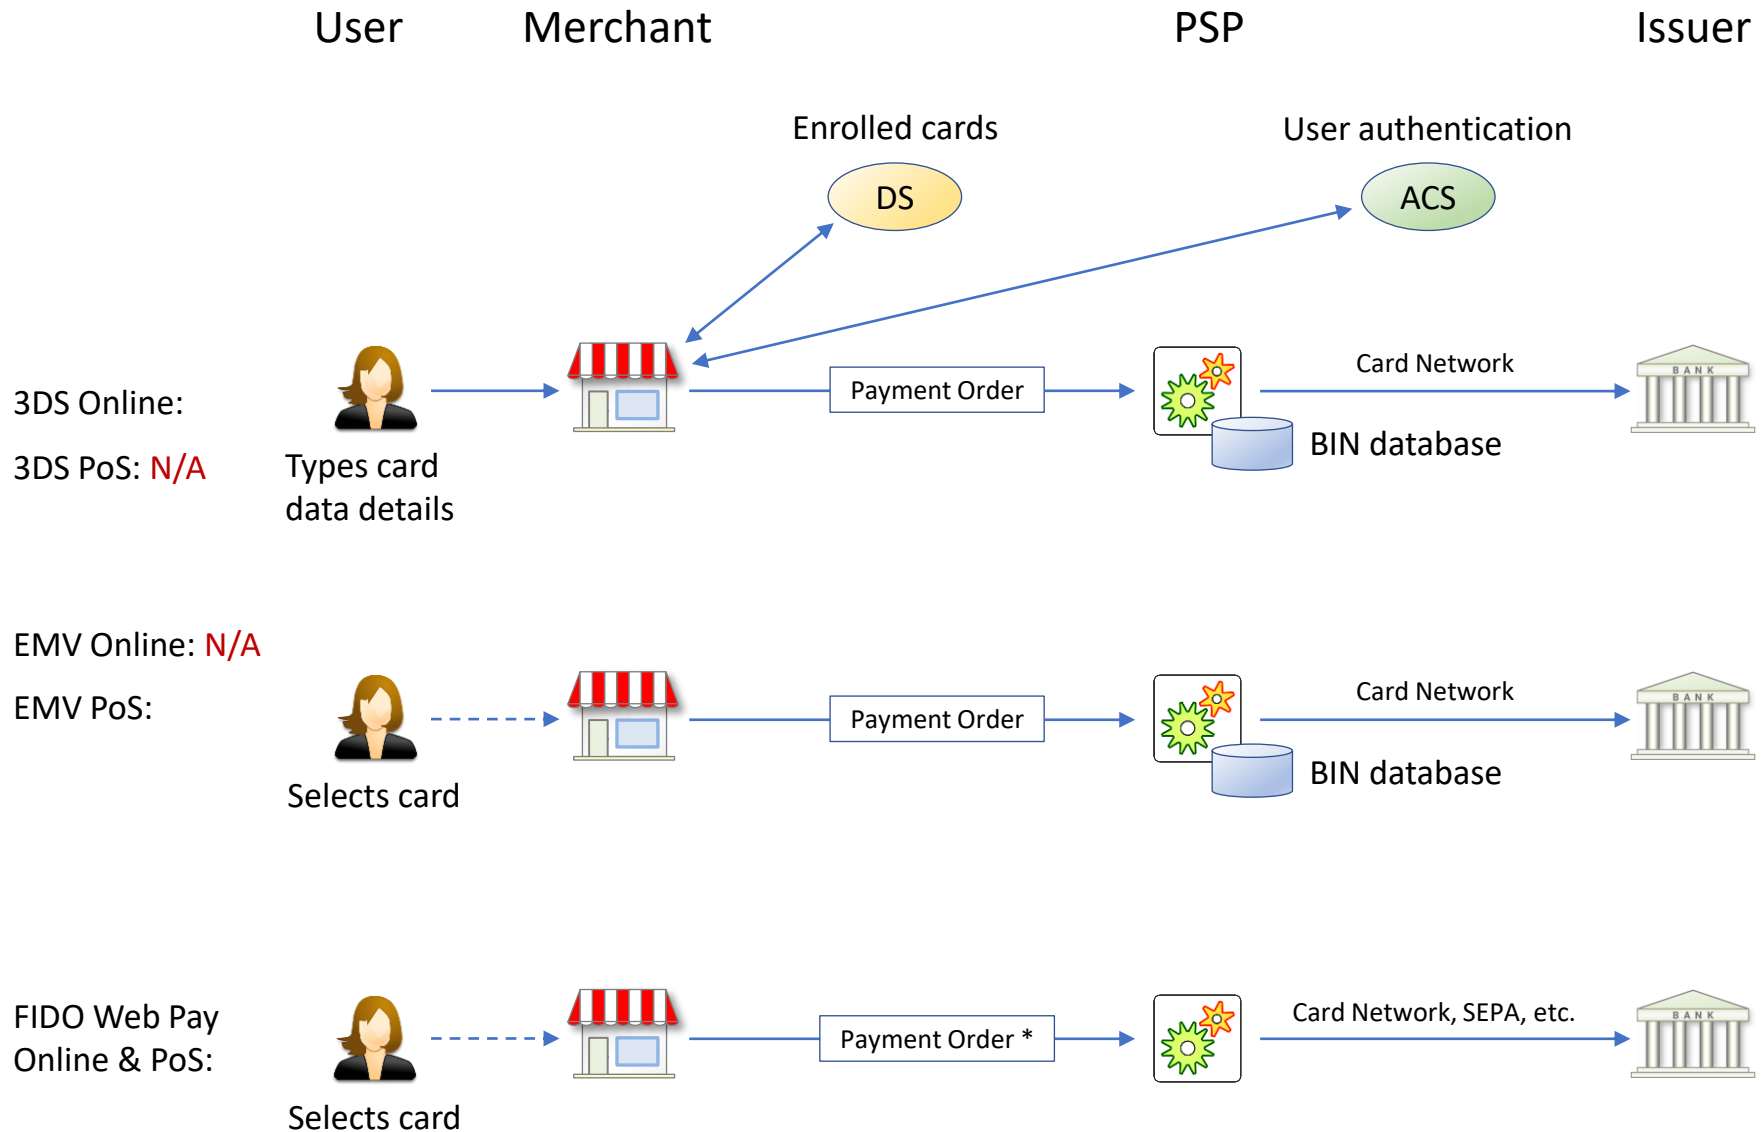 User
Merchant
PSP
Issuer
Enrolled cards
User authentication
DS
ACS
3DS Online:
3DS PoS: N/A
Types card
data details
Payment Order
Card Network
BANK
BIN database
EMV Online: N/A
EMV PoS:
Selects card
Payment Order
Card Network
BANK
BIN database
FIDO Web Pay
Online & PoS:
Selects card
Payment Order *
Card Network, SEPA, etc.
BANK